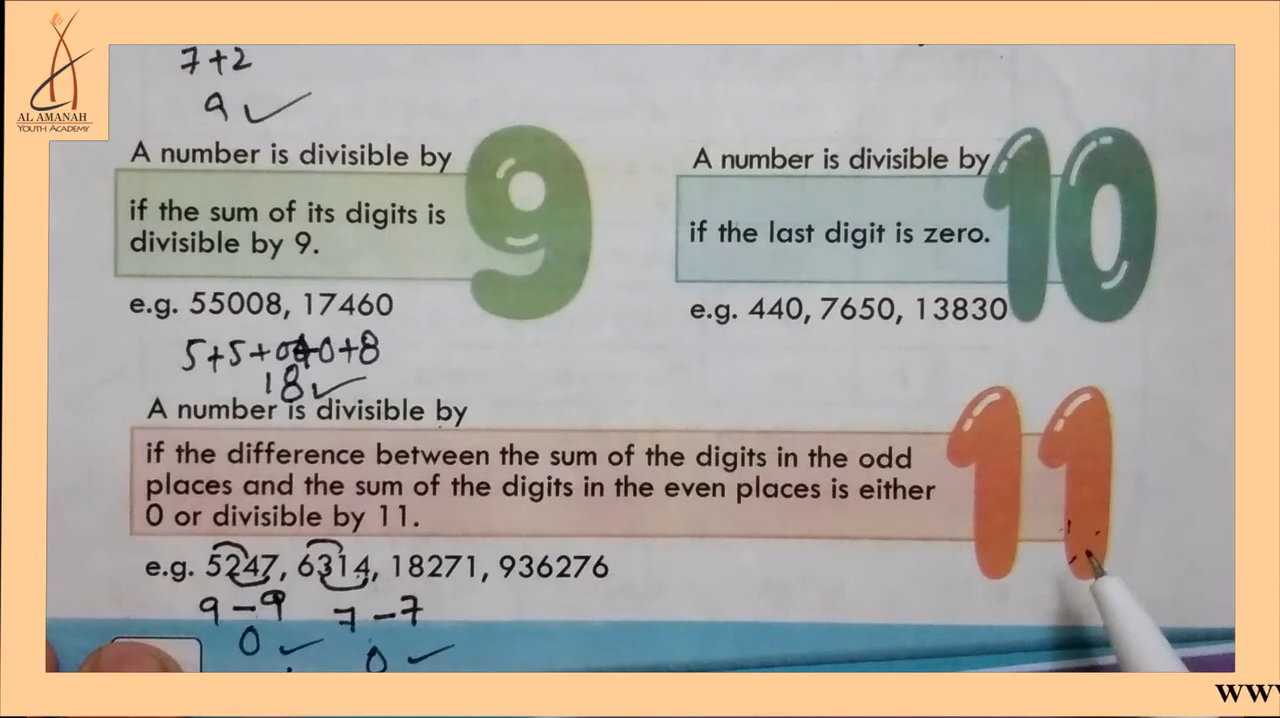 AL AMANAH
YOUTH ACADEMY
7+2
9 ✓
A number is divisible by 9
if the sum of its digits is
divisible by 9.
e.g. 55008, 17460
5+5+0+0+8
18 ✓
A number is divisible by 10
if the last digit is zero.
e.g. 440, 7650, 13830
A number is divisible by 11
if the difference between the sum of the digits in the odd
places and the sum of the digits in the even places is either
0 or divisible by 11.
e.g. 5247, 6314, 18271, 936276
9-9 7-7
0 ✓ 0 ✓
www